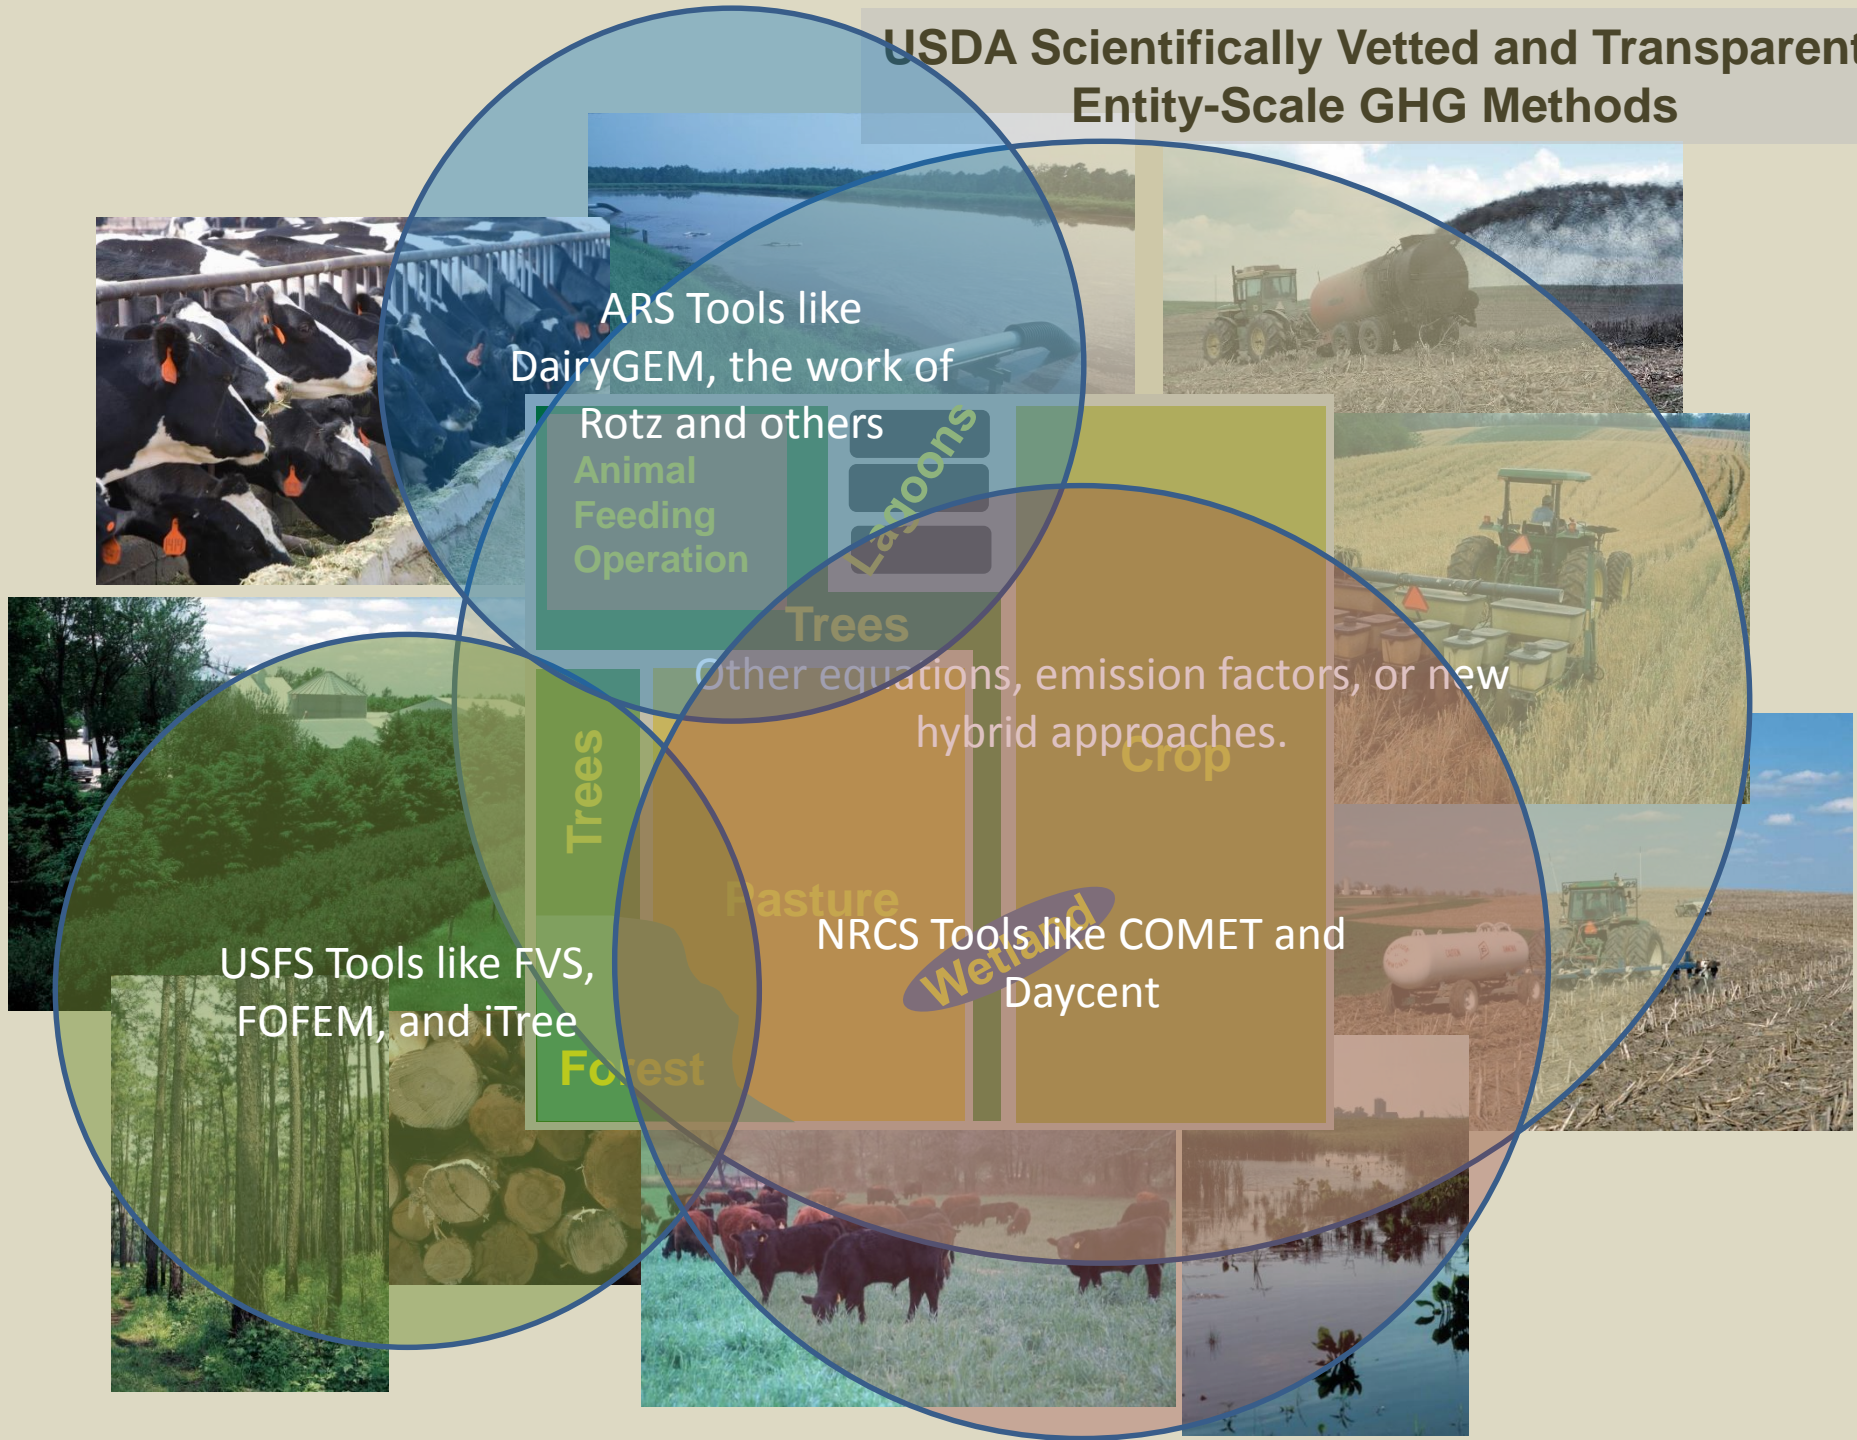 USDA Scientifically Vetted and Transparent
Entity-Scale GHG Methods
ARS Tools like
DairyGEM, the work of
Rotz and others
Animal
Feeding
Operation
Lagoons
Trees
Other equations, emission factors, or new
hybrid approaches.
Crop
Trees
Pasture
NRCS Tools like COMET and
Daycent
Wetland
USFS Tools like FVS,
FOFEM, and iTree
Forest